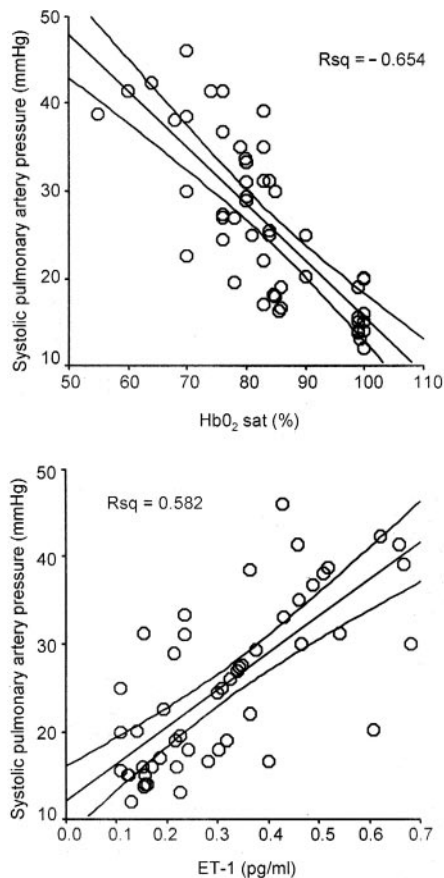 50
Rsq = – 0.654
40
30
20
10
Systolic pulmonary artery pressure (mmHg)
50 60 70 80 90 100 110
Hb0₂ sat (%)
50
Rsq = 0.582
40
30
20
10
Systolic pulmonary artery pressure (mmHg)
0.0 0.1 0.2 0.3 0.4 0.5 0.6 0.7
ET-1 (pg/ml)